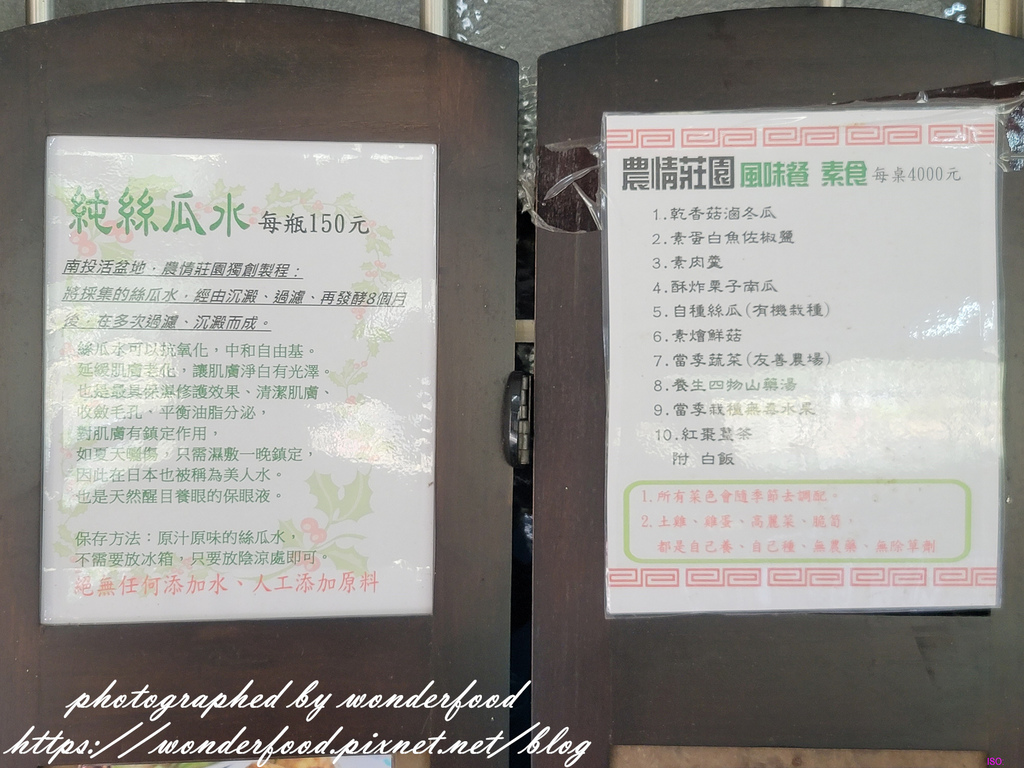 純絲瓜水 每瓶150元
南投活盆地，農情莊園獨創製程：
將採集的絲瓜水，經由沉澱、過濾、再發酵8個月
後，在多次過濾、沉澱而成。
絲瓜水可以抗氧化，中和自由基。
延緩肌膚老化，讓肌膚淨白有光澤。
也是最具保濕修護效果、清潔肌膚、
收斂毛孔，平衡油脂分泌，
對肌膚有鎮定作用，
如夏天曬傷，只需濕敷一晚鎮定，
因此在日本也被稱為美人水。
也是天然醒目養眼的保眼液。
保存方法：原汁原味的絲瓜水，
不需要放冰箱，只要放陰涼處即可。
絕無任何添加水、人工添加原料
農情莊園 風味餐 素食 每桌4000元
1.乾香菇滷冬瓜
2.素蛋白魚佐椒鹽
3.素肉羹
4.酥炸栗子南瓜
5.自種絲瓜(有機栽種)
6.素燴鮮菇
7.當季蔬菜(友善農場)
8.養生四物山藥湯
9.當季栽植無毒水果
10.紅棗薑茶
附 白飯
1.所有菜色會隨季節去調配。
2.土雞、雞蛋、高麗菜、脆筍，
都是自己養、自己種、無農藥、無除草劑
photographed by wonderfood
https://wonderfood.pixnet.net/blog
ISO